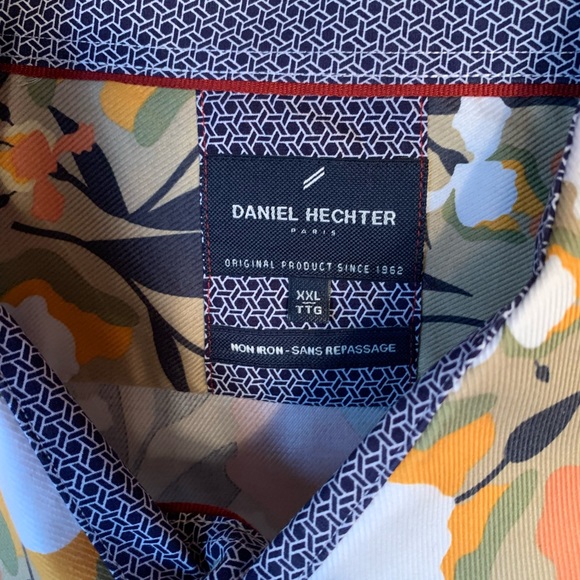 DANIEL HECHTER
PARIS
ORIGINAL PRODUCT SINCE 1962
XXL
TTG
NON IRON - SANS REPASSAGE